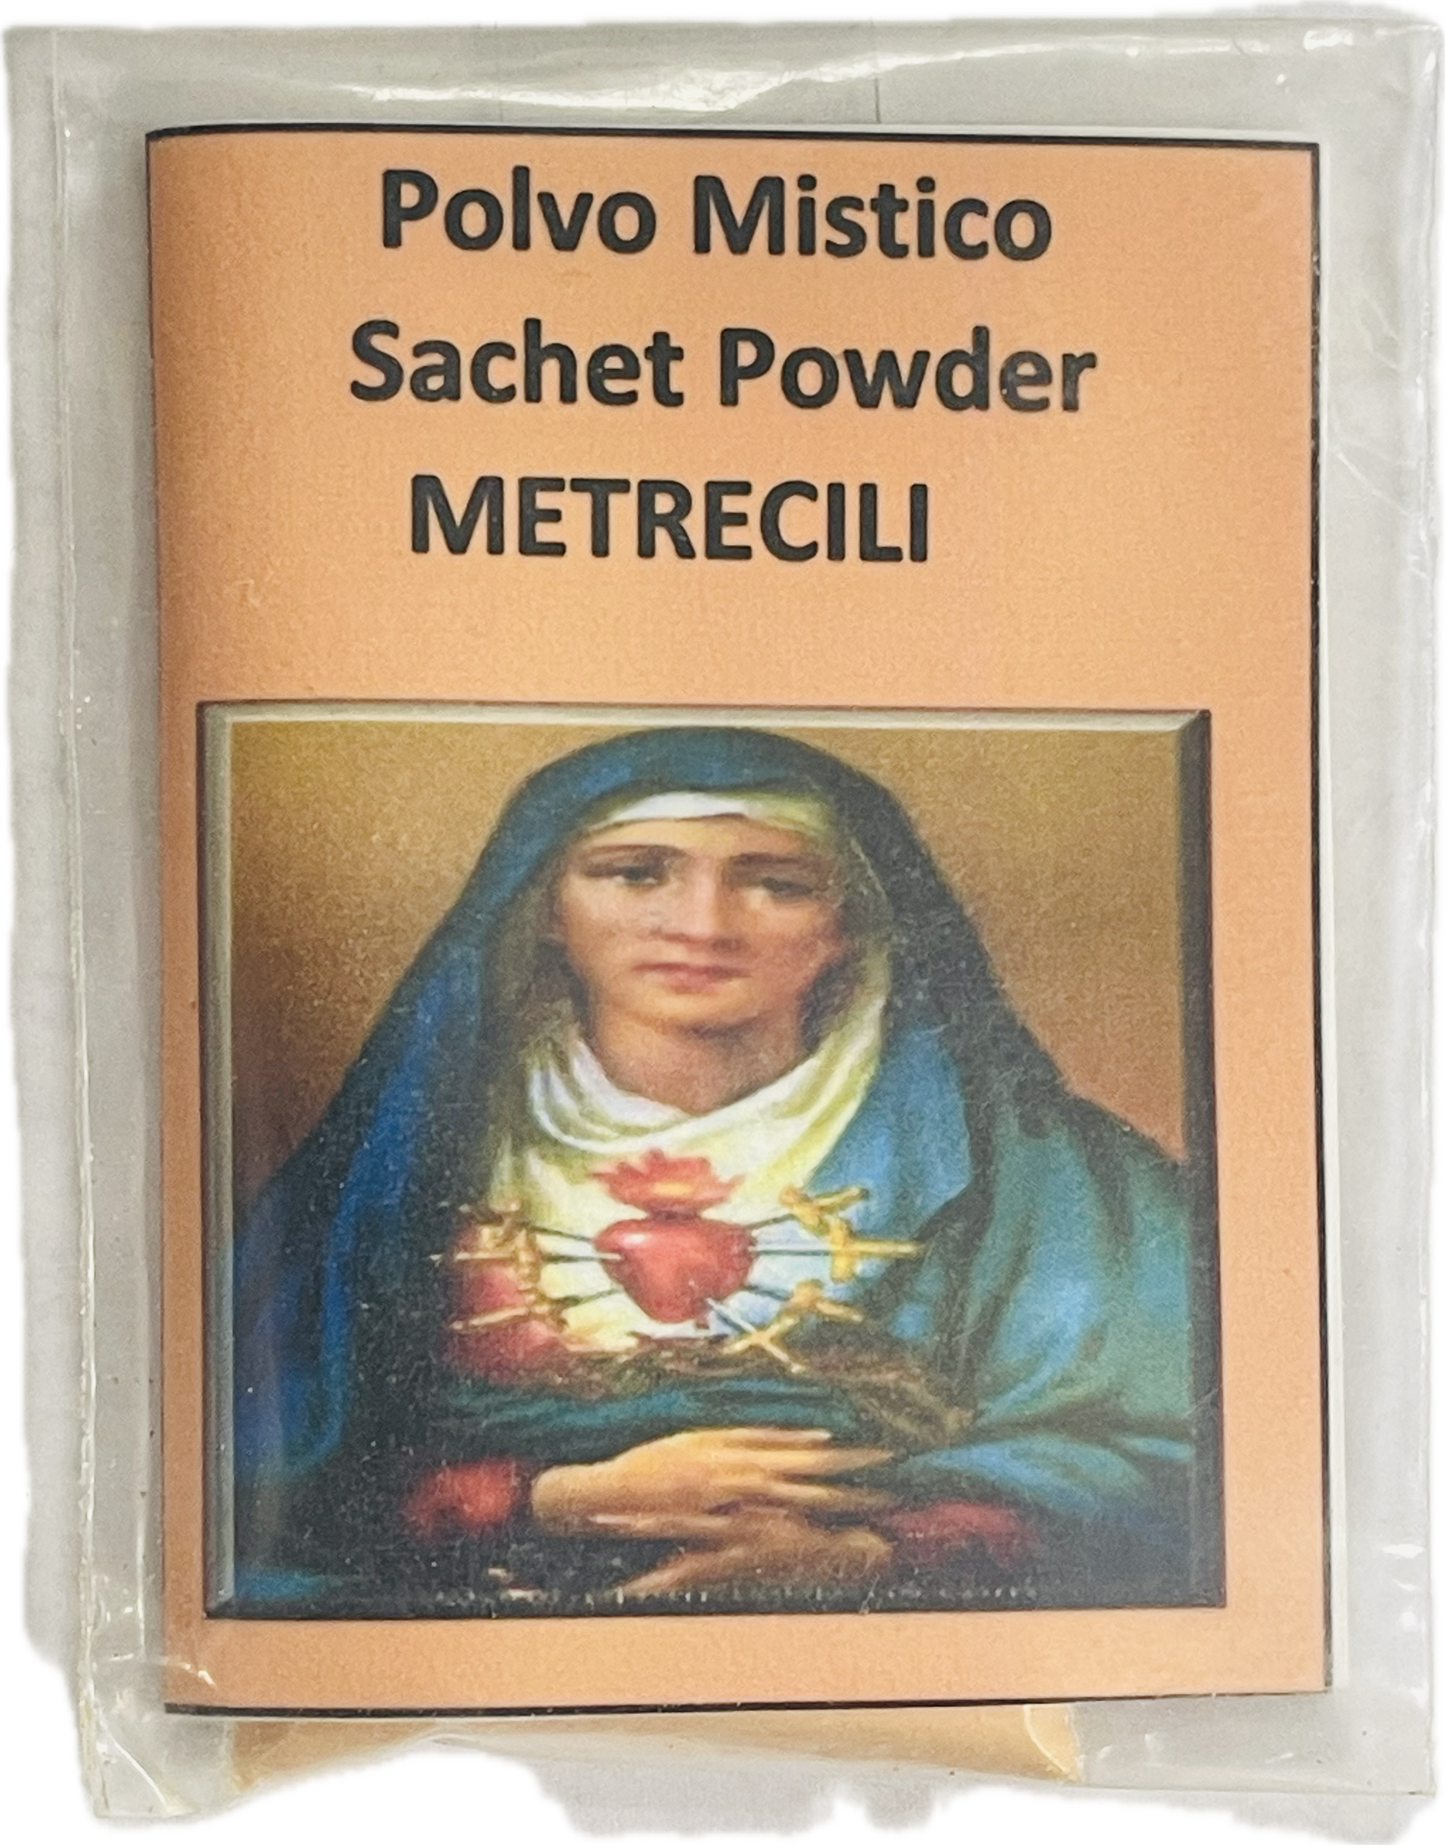 Polvo Mistico
Sachet Powder
METRECILI